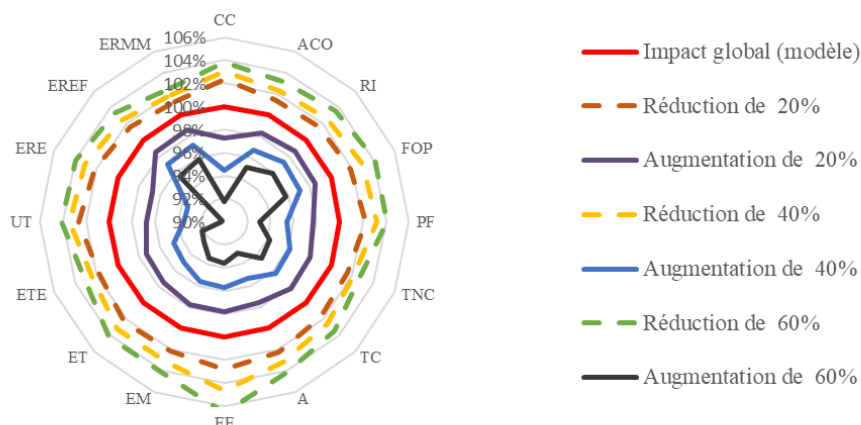 CC
106%
ERMM
ACO
104%
EREF
102%
RI
100%
98%
ERE
96%
FOP
94%
92%
UT
90%
PF
ETE
TNC
ET
TC
EM
A
EF
Impact global (modèle)
Réduction de 20%
Augmentation de 20%
Réduction de 40%
Augmentation de 40%
Réduction de 60%
Augmentation de 60%